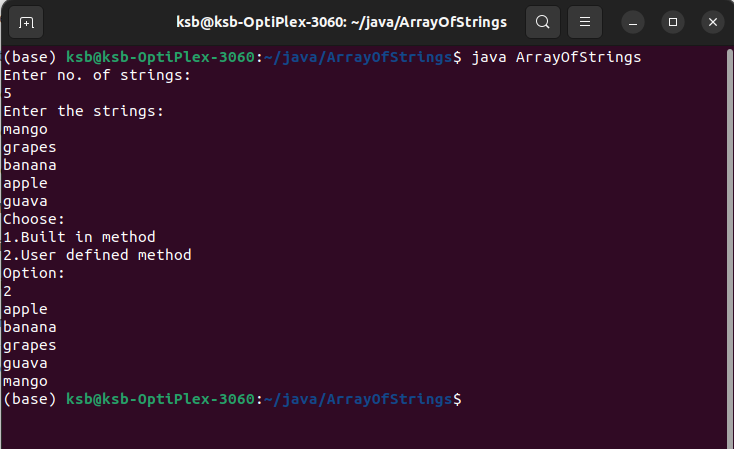 ksb@ksb-OptiPlex-3060: ~/java/ArrayOfStrings
(base) ksb@ksb-OptiPlex-3060:~/java/ArrayOfStrings$ java ArrayOfStrings
Enter no. of strings:
5
Enter the strings:
mango
grapes
banana
apple
guava
Choose:
1.Built in method
2.User defined method
Option:
2
apple
banana
grapes
guava
mango
(base) ksb@ksb-OptiPlex-3060:~/java/ArrayOfStrings$